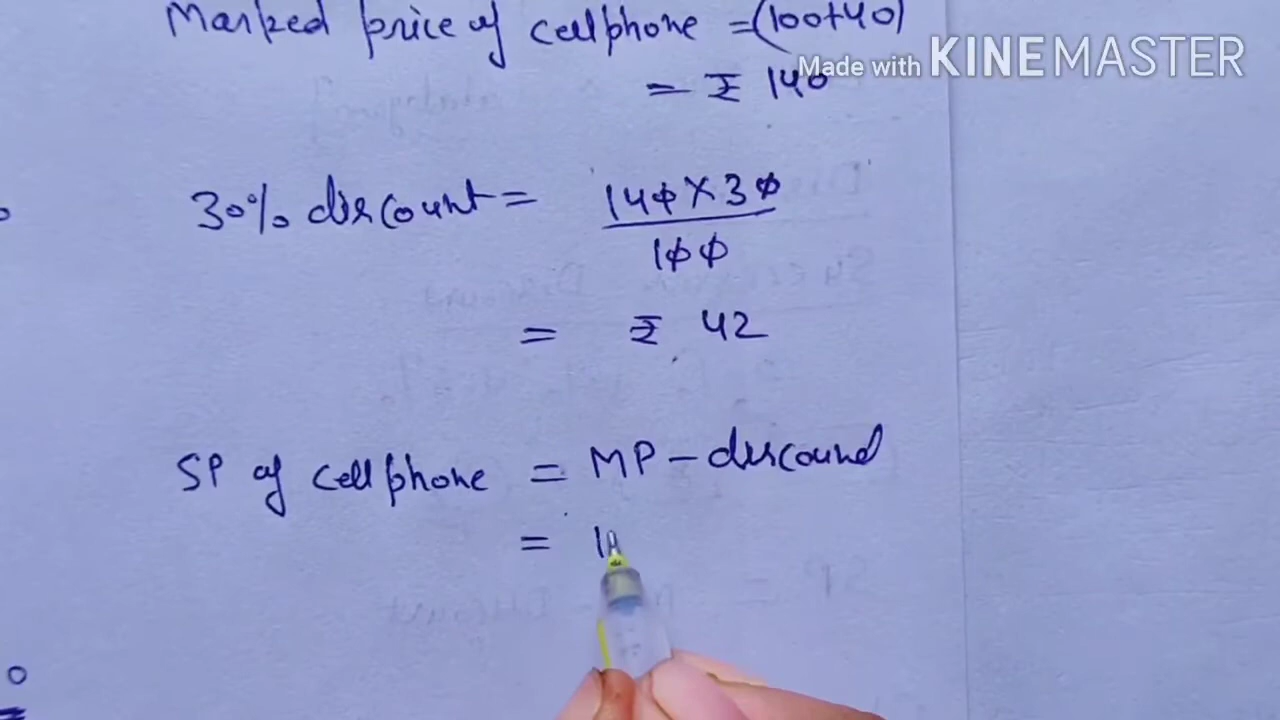 Marked price of cellphone = (100+40)
Made with KINEMASTER
= ₹ 140
30% discount = 140 X 30
100
= ₹ 42
SP of cellphone = MP - discound
= 1